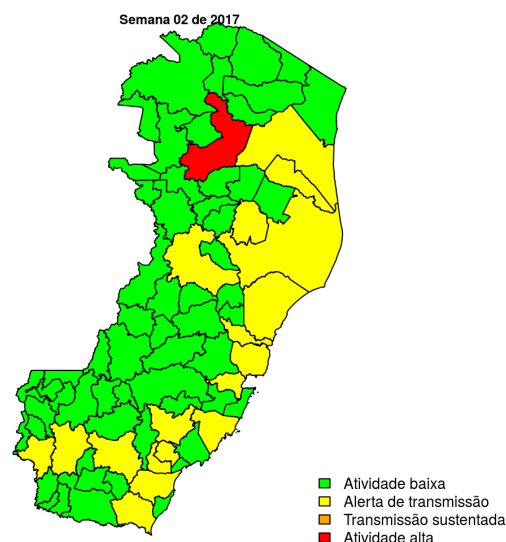 Semana 02 de 2017
Atividade baixa
Alerta de transmissão
Transmissão sustentada
Atividade alta